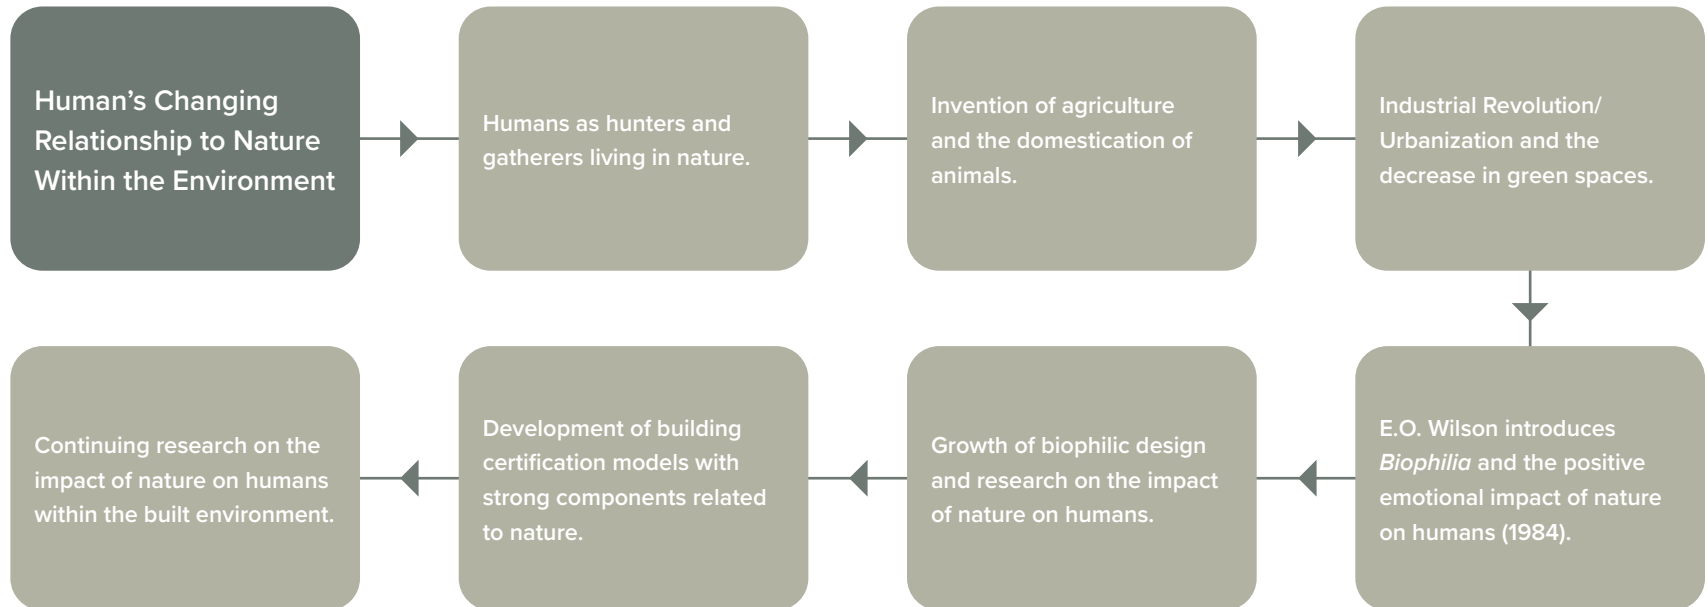 Human’s Changing
Relationship to Nature
Within the Environment
Humans as hunters and
gatherers living in nature.
Invention of agriculture
and the domestication of
animals.
Industrial Revolution/
Urbanization and the
decrease in green spaces.
E.O. Wilson introduces
Biophilia and the positive
emotional impact of nature
on humans (1984).
Growth of biophilic design
and research on the impact
of nature on humans.
Development of building
certification models with
strong components related
to nature.
Continuing research on the
impact of nature on humans
within the built environment.